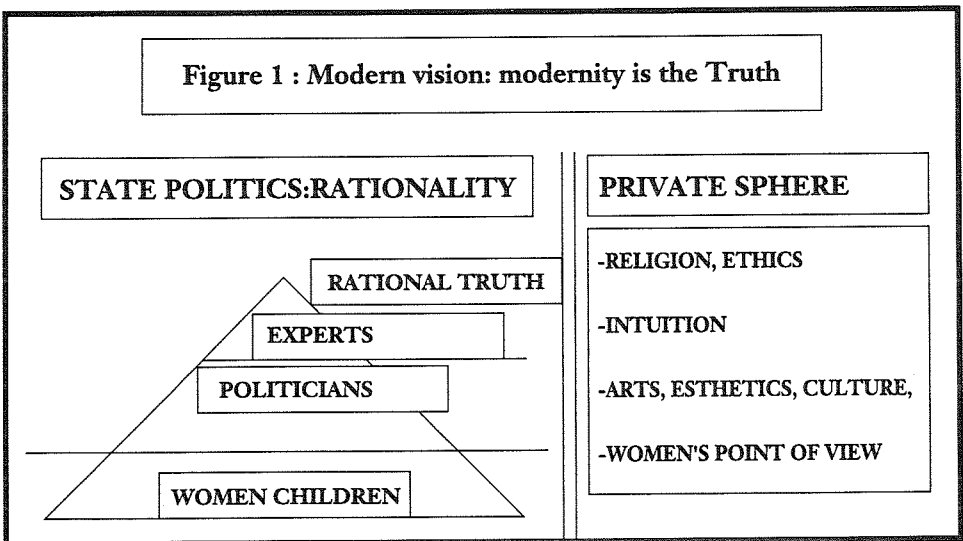 Figure 1 : Modern vision: modernity is the Truth
STATE POLITICS:RATIONALITY
RATIONAL TRUTH
EXPERTS
POLITICIANS
WOMEN CHILDREN
PRIVATE SPHERE
-RELIGION, ETHICS
-INTUITION
-ARTS, ESTHETICS, CULTURE,
-WOMEN'S POINT OF VIEW